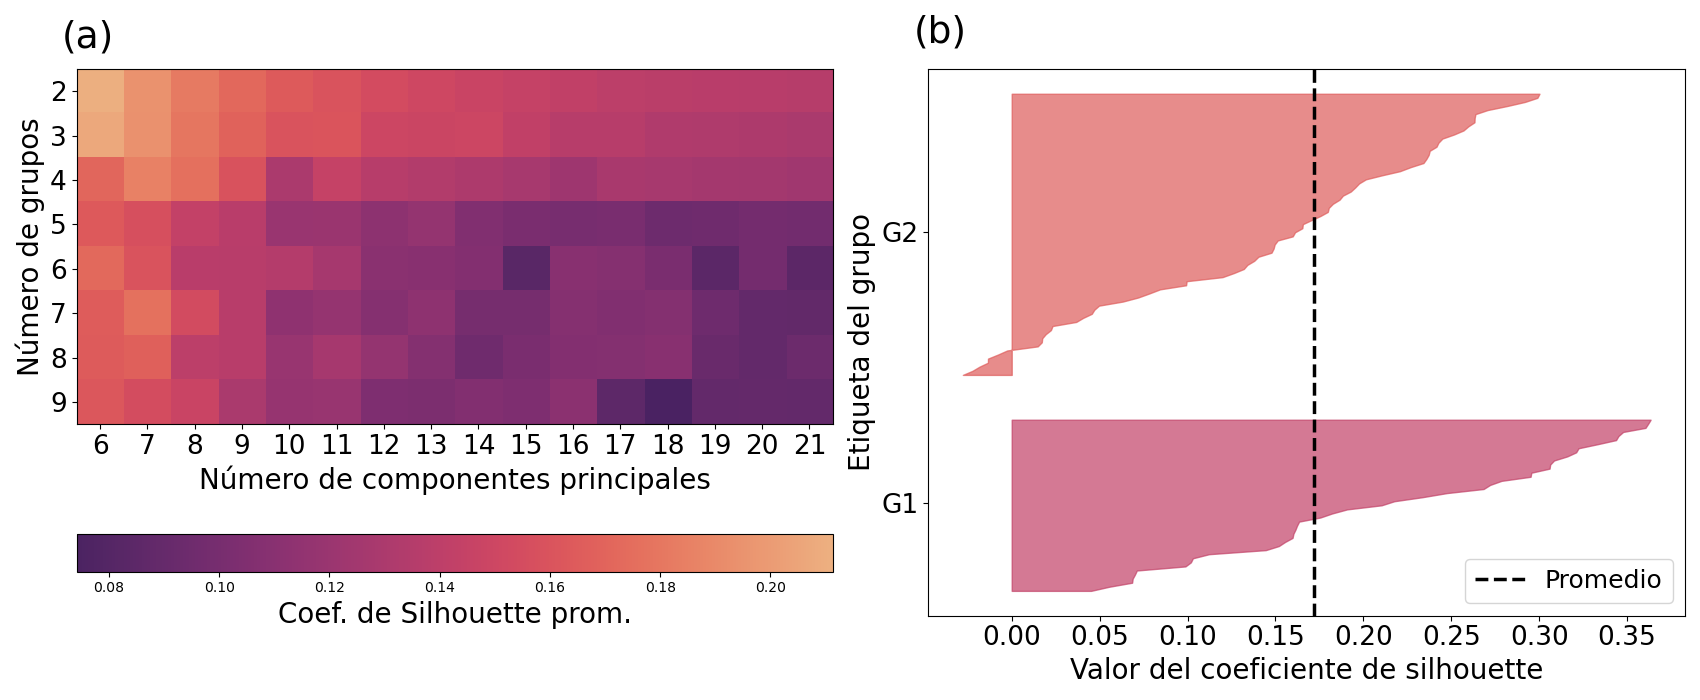 (a)
Número de grupos
2
3
4
5
6
7
8
9
6 7 8 9 10 11 12 13 14 15 16 17 18 19 20 21
Número de componentes principales
0.08 0.10 0.12 0.14 0.16 0.18 0.20
Coef. de Silhouette prom.
(b)
Etiqueta del grupo
G2
G1
Promedio
0.00 0.05 0.10 0.15 0.20 0.25 0.30 0.35
Valor del coeficiente de silhouette